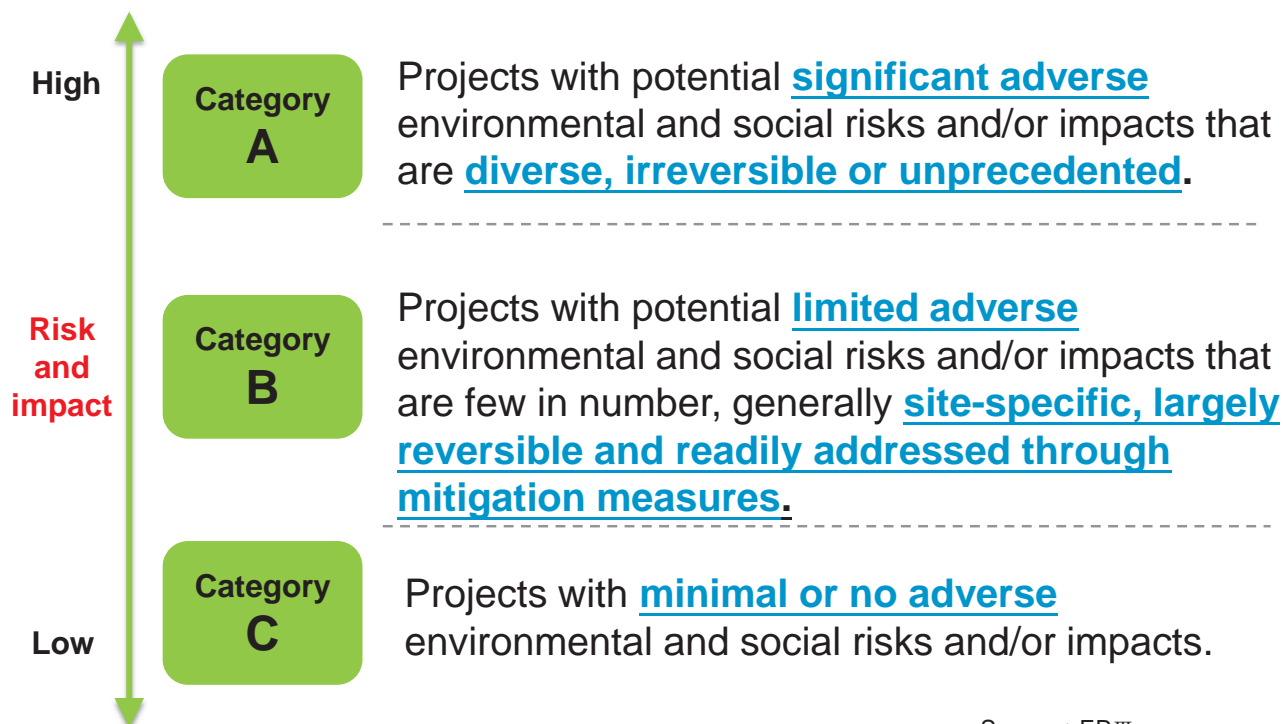 High
Category
A
Projects with potential significant adverse
environmental and social risks and/or impacts that
are diverse, irreversible or unprecedented.
Risk
and
impact
Category
B
Projects with potential limited adverse
environmental and social risks and/or impacts that
are few in number, generally site-specific, largely
reversible and readily addressed through
mitigation measures.
Low
Category
C
Projects with minimal or no adverse
environmental and social risks and/or impacts.